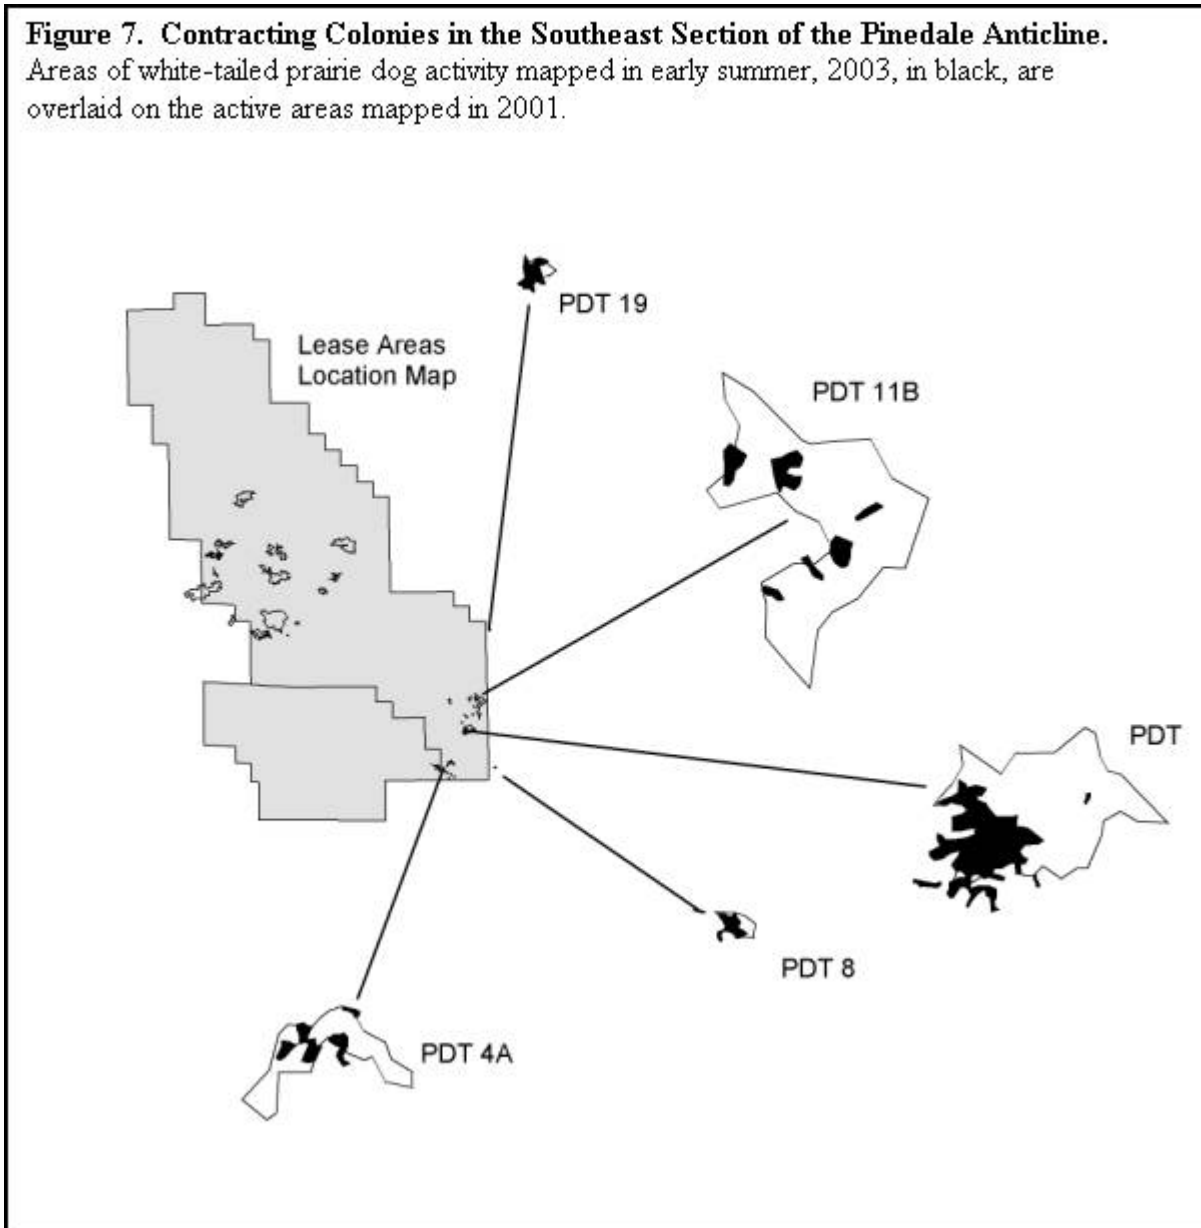 Figure 7. Contracting Colonies in the Southeast Section of the Pinedale Anticline.
Areas of white-tailed prairie dog activity mapped in early summer, 2003, in black, are
overlaid on the active areas mapped in 2001.
PDT 19
Lease Areas
Location Map
PDT 11B
PDT
PDT 8
PDT 4A